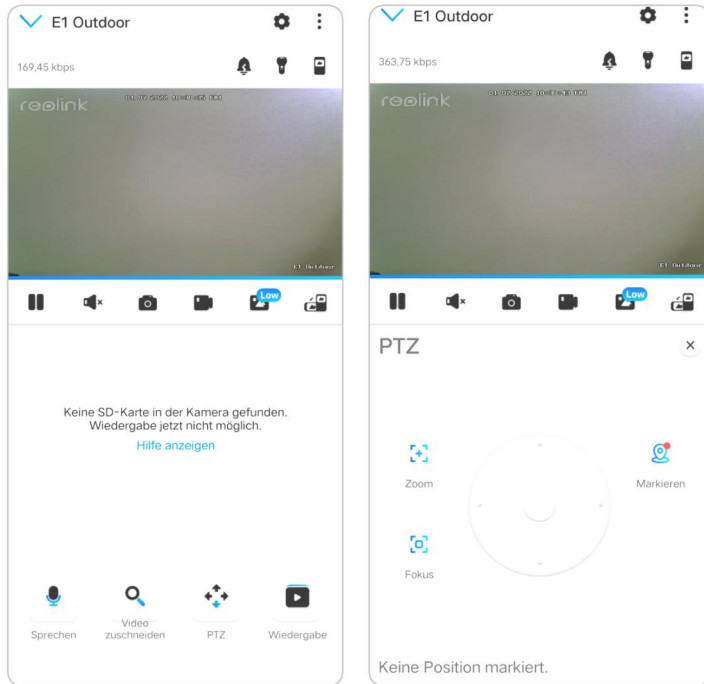 E1 Outdoor
169,45 kbps
reolink
E1 Outdoor
Low
Keine SD-Karte in der Kamera gefunden.
Wiedergabe jetzt nicht möglich.
Hilfe anzeigen
Sprechen
Video
zuschneiden
PTZ
Wiedergabe
E1 Outdoor
363,75 kbps
reolink
E1 Outdoor
Low
PTZ
Zoom
Markieren
Fokus
Keine Position markiert.